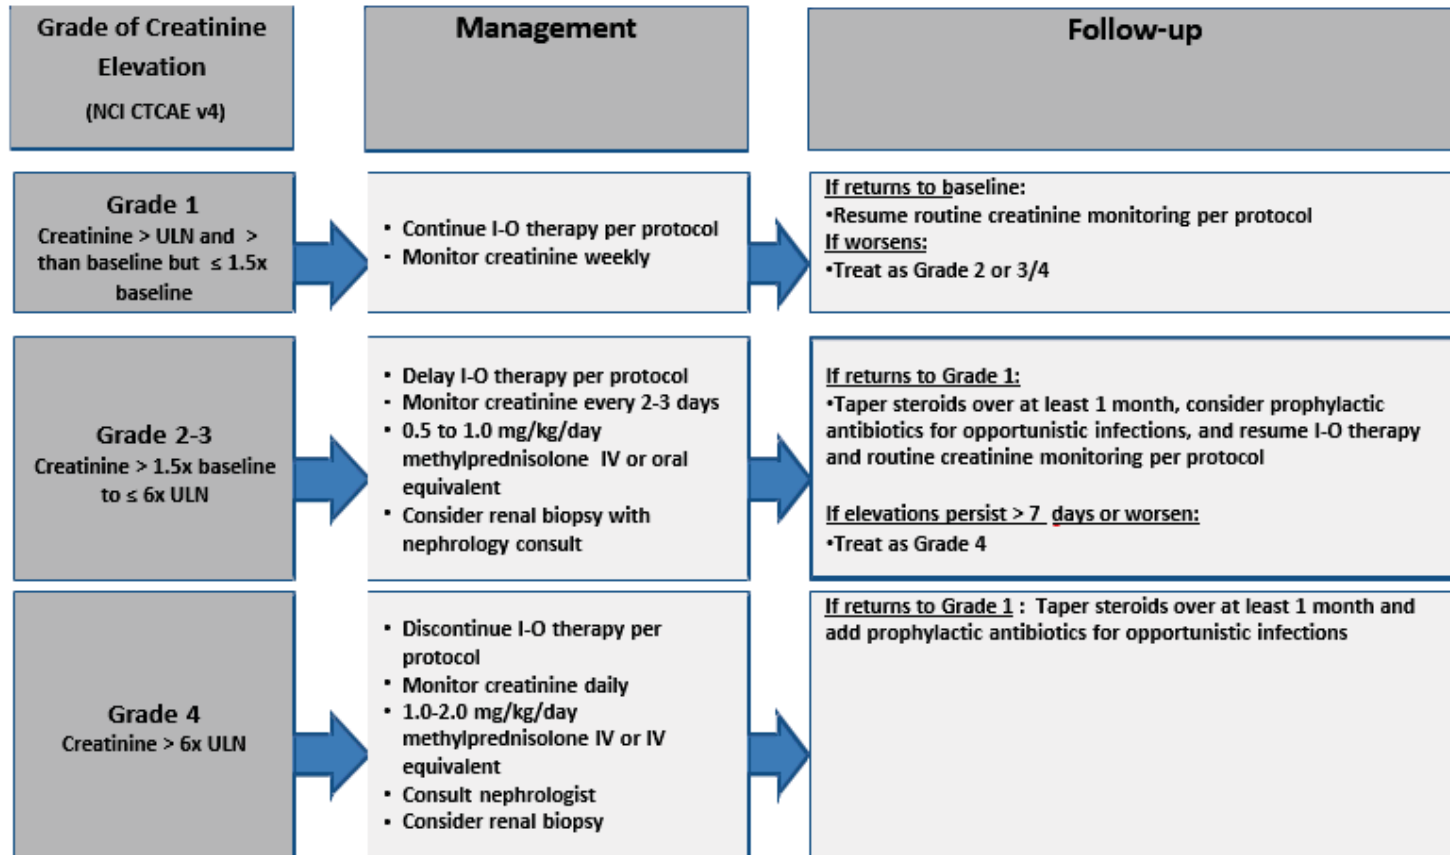 Grade of Creatinine
Elevation
(NCI CTCAE v4)
Management
Follow-up
Grade 1
Creatinine > ULN and >
than baseline but ≤ 1.5x
baseline
• Continue I-O therapy per protocol
• Monitor creatinine weekly
If returns to baseline:
•Resume routine creatinine monitoring per protocol
If worsens:
•Treat as Grade 2 or 3/4
Grade 2-3
Creatinine > 1.5x baseline
to ≤ 6x ULN
• Delay I-O therapy per protocol
• Monitor creatinine every 2-3 days
• 0.5 to 1.0 mg/kg/day
methylprednisolone IV or oral
equivalent
• Consider renal biopsy with
nephrology consult
If returns to Grade 1:
•Taper steroids over at least 1 month, consider prophylactic
antibiotics for opportunistic infections, and resume I-O therapy
and routine creatinine monitoring per protocol
If elevations persist > 7 days or worsen:
•Treat as Grade 4
Grade 4
Creatinine > 6x ULN
• Discontinue I-O therapy per
protocol
• Monitor creatinine daily
• 1.0-2.0 mg/kg/day
methylprednisolone IV or IV
equivalent
• Consult nephrologist
• Consider renal biopsy
If returns to Grade 1 : Taper steroids over at least 1 month and
add prophylactic antibiotics for opportunistic infections